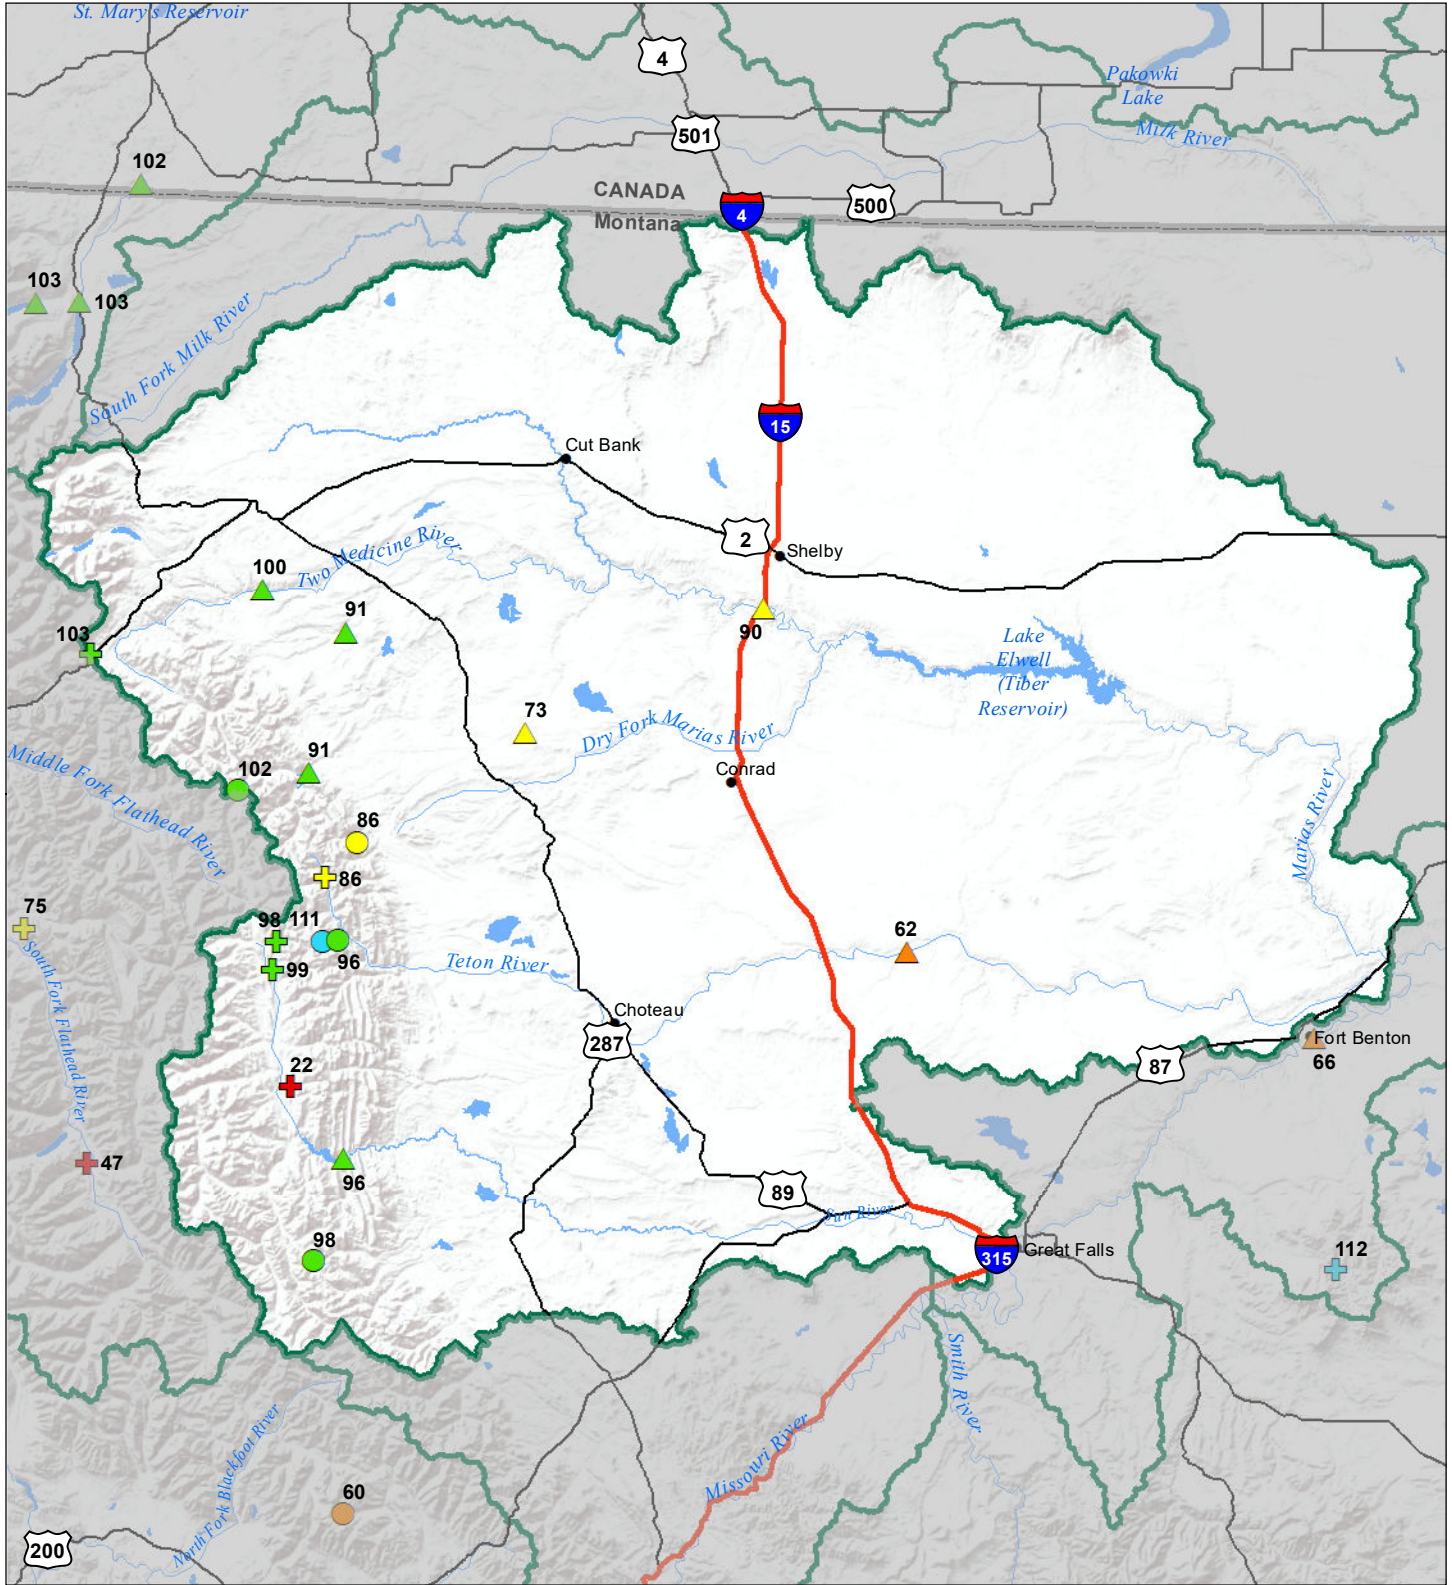 St. Mary's Reservoir
4
Pakowki
Lake
501
Milk River
102
CANADA
Montana
4
500
103
103
South Fork Milk River
15
Cut Bank
2
Shelby
Two Medicine River
100
91
90
103
Lake
Elwell
(Tiber
Reservoir)
73
Dry Fork Marias River
91
102
Conrad
Middle Fork Flathead River
Marias River
86
86
75
98
111
96
99
62
Teton River
South Fork Flathead River
Choteau
287
Fort Benton
66
87
22
47
96
89
Sun River
98
315
Great Falls
112
Smith River
Missouri River
North Fork Blackfoot River
60
200